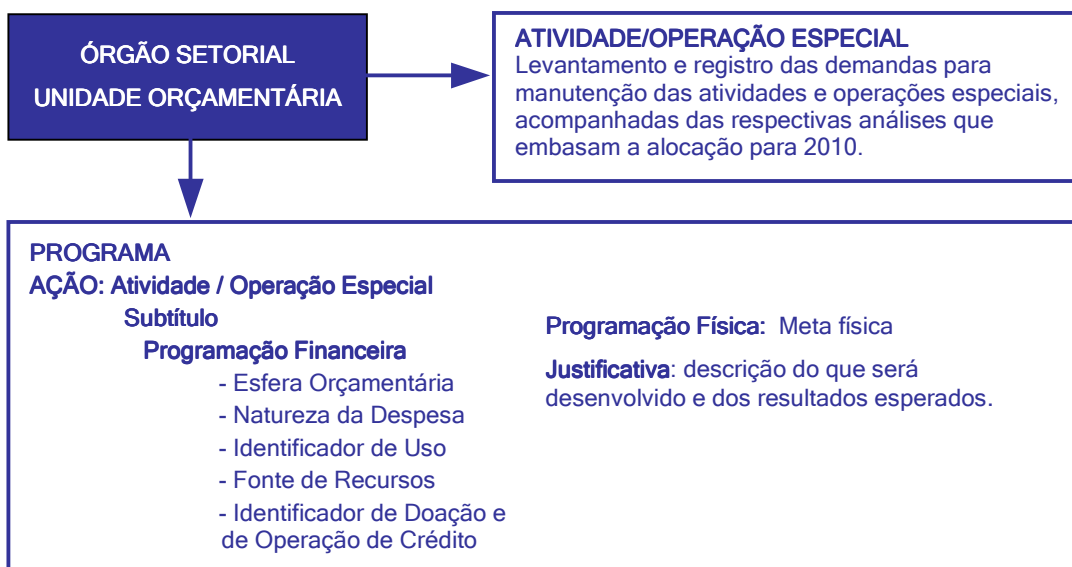 ÓRGÃO SETORIAL
UNIDADE ORÇAMENTÁRIA
ATIVIDADE/OPERAÇÃO ESPECIAL
Levantamento e registro das demandas para
manutenção das atividades e operações especiais,
acompanhadas das respectivas análises que
embasam a alocação para 2010.
PROGRAMA
AÇÃO: Atividade / Operação Especial
Subtítulo
Programação Financeira
- Esfera Orçamentária
- Natureza da Despesa
- Identificador de Uso
- Fonte de Recursos
- Identificador de Doação e
de Operação de Crédito
Programação Física: Meta física
Justificativa: descrição do que será
desenvolvido e dos resultados esperados.